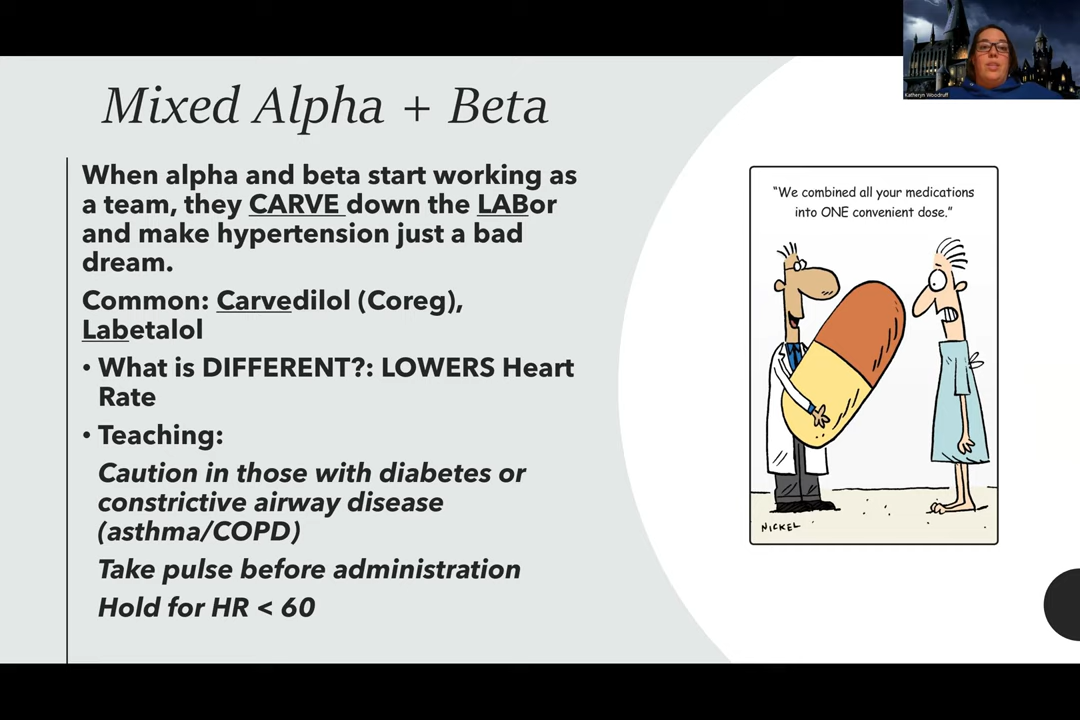 Katheryn Woodruff
Mixed Alpha + Beta
When alpha and beta start working as
a team, they CARVE down the LABor
and make hypertension just a bad
dream.
Common: Carvedilol (Coreg),
Labetalol
• What is DIFFERENT?: LOWERS Heart
Rate
• Teaching:
Caution in those with diabetes or
constrictive airway disease
(asthma/COPD)
Take pulse before administration
Hold for HR < 60
"We combined all your medications
into ONE convenient dose."
NICKEL